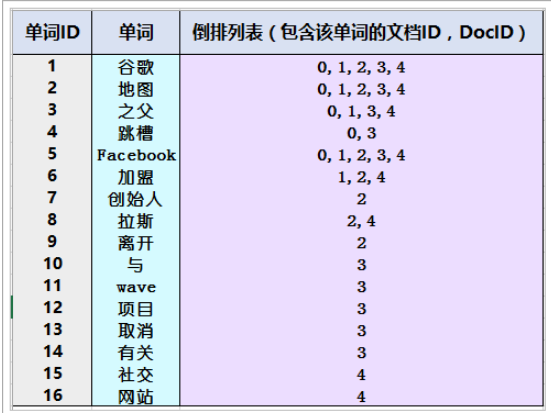 单词ID 单词 倒排列表（包含该单词的文档ID，DocID）
1 谷歌 0, 1, 2, 3, 4
2 地图 0, 1, 2, 3, 4
3 之父 0, 1, 3, 4
4 跳槽 0, 3
5 Facebook 0, 1, 2, 3, 4
6 加盟 1, 2, 4
7 创始人 2
8 拉斯 2, 4
9 离开 2
10 与 3
11 wave 3
12 项目 3
13 取消 3
14 有关 3
15 社交 4
16 网站 4